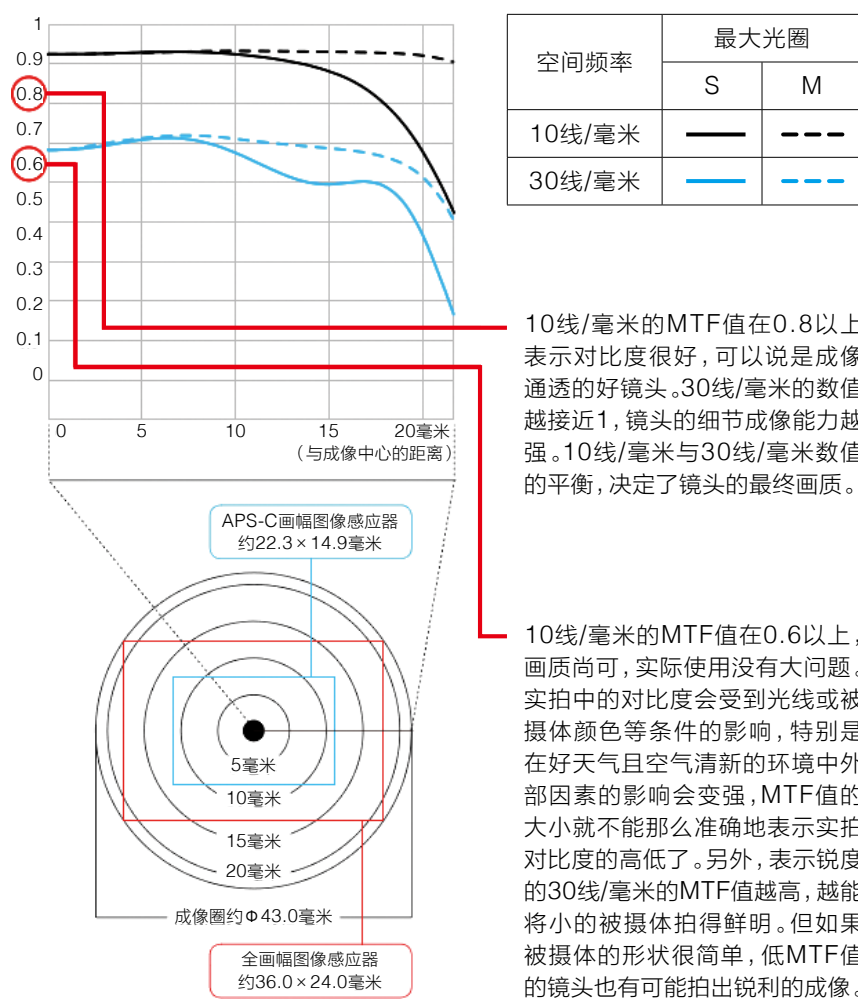 1
0.9
0.8
0.7
0.6
0.5
0.4
0.3
0.2
0.1
0
0 5 10 15 20毫米
（与成像中心的距离）
空间频率 最大光圈
S M
10线/毫米
30线/毫米
10线/毫米的MTF值在0.8以上
表示对比度很好，可以说是成像
通透的好镜头。30线/毫米的数值
越接近1，镜头的细节成像能力越
强。10线/毫米与30线/毫米数值
的平衡，决定了镜头的最终画质。
APS-C画幅图像感应器
约22.3×14.9毫米
5毫米
10毫米
15毫米
20毫米
成像圈约Φ43.0毫米
全画幅图像感应器
约36.0×24.0毫米
10线/毫米的MTF值在0.6以上，
画质尚可，实际使用没有大问题。
实拍中的对比度会受到光线或被
摄体颜色等条件的影响，特别是
在好天气且空气清新的环境中外
部因素的影响会变强，MTF值的
大小就不能那么准确地表示实拍
对比度的高低了。另外，表示锐度
的30线/毫米的MTF值越高，越能
将小的被摄体拍得鲜明。但如果
被摄体的形状很简单，低MTF值
的镜头也有可能拍出锐利的成像。